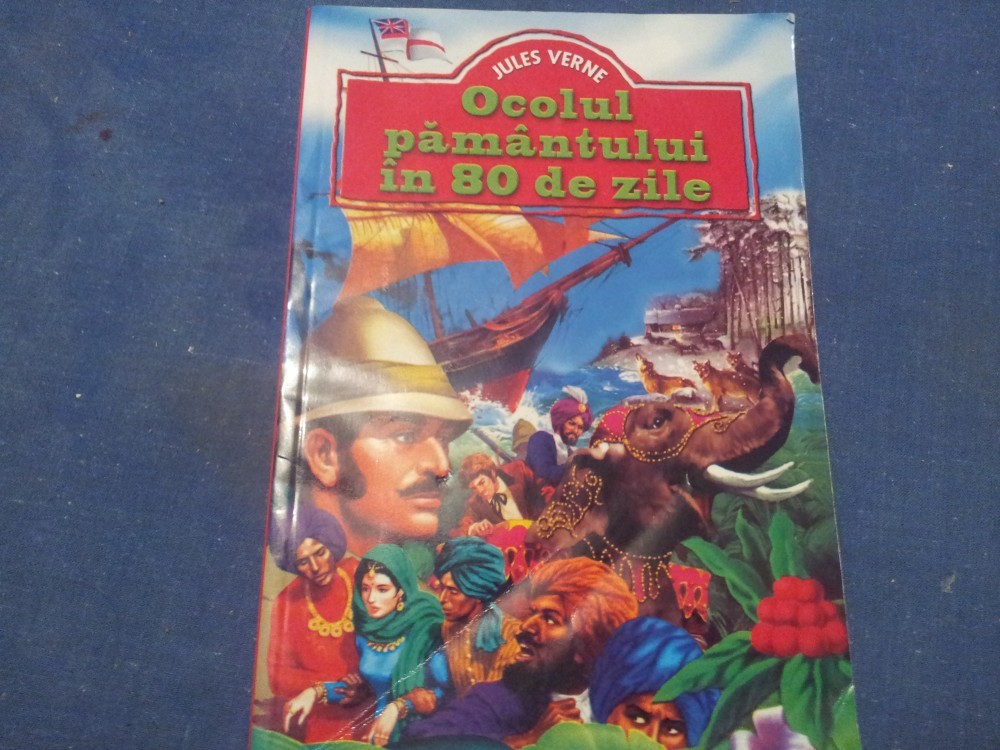 JULES VERNE
Ocolul
pământului
în 80 de zile